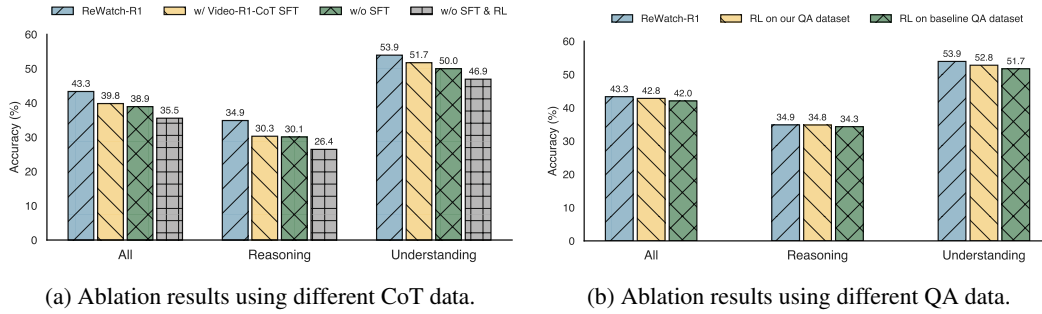 ReWatch-R1 w/ Video-R1-CoT SFT w/o SFT w/o SFT & RL
Accuracy (%)
60
50
40
30
20
10
0
43.3 39.8 38.9 35.5
34.9 30.3 30.1 26.4
53.9 51.7 50.0 46.9
All Reasoning Understanding
(a) Ablation results using different CoT data.
ReWatch-R1 RL on our QA dataset RL on baseline QA dataset
Accuracy (%)
60
50
40
30
20
10
0
43.3 42.8 42.0
34.9 34.8 34.3
53.9 52.8 51.7
All Reasoning Understanding
(b) Ablation results using different QA data.